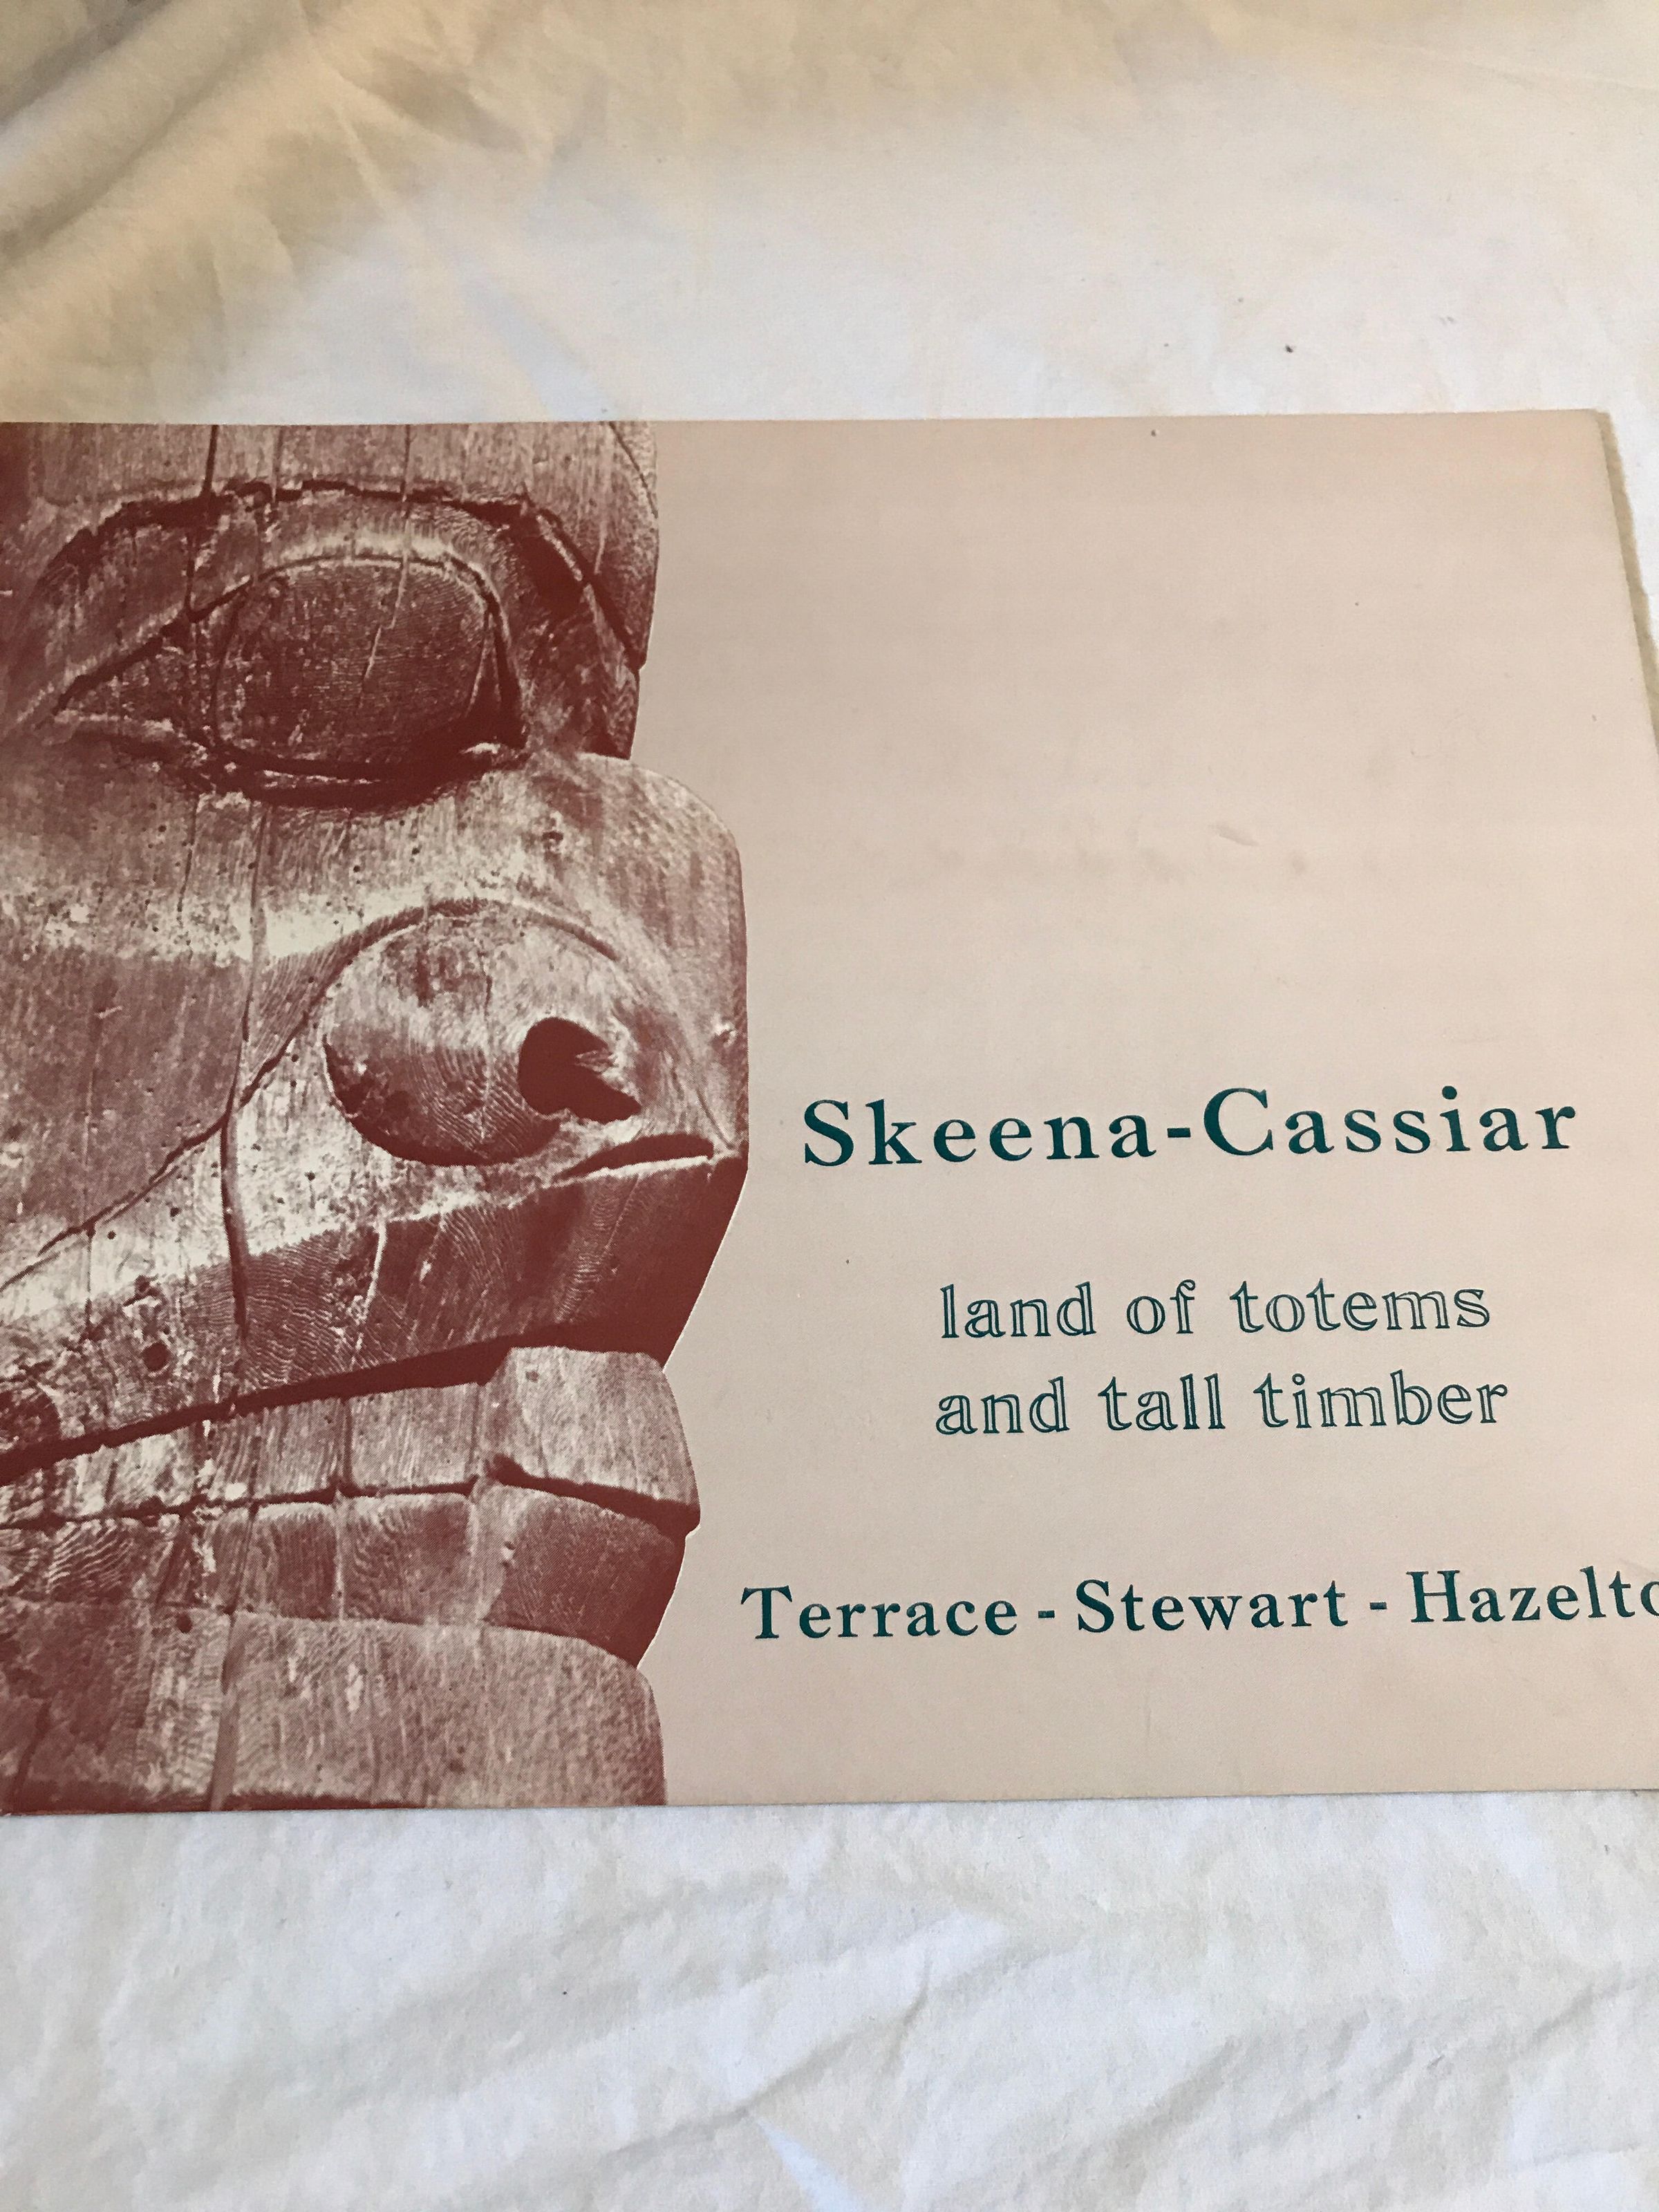 Skeena-Cassiar
land of totems
and tall timber
Terrace - Stewart - Hazelto